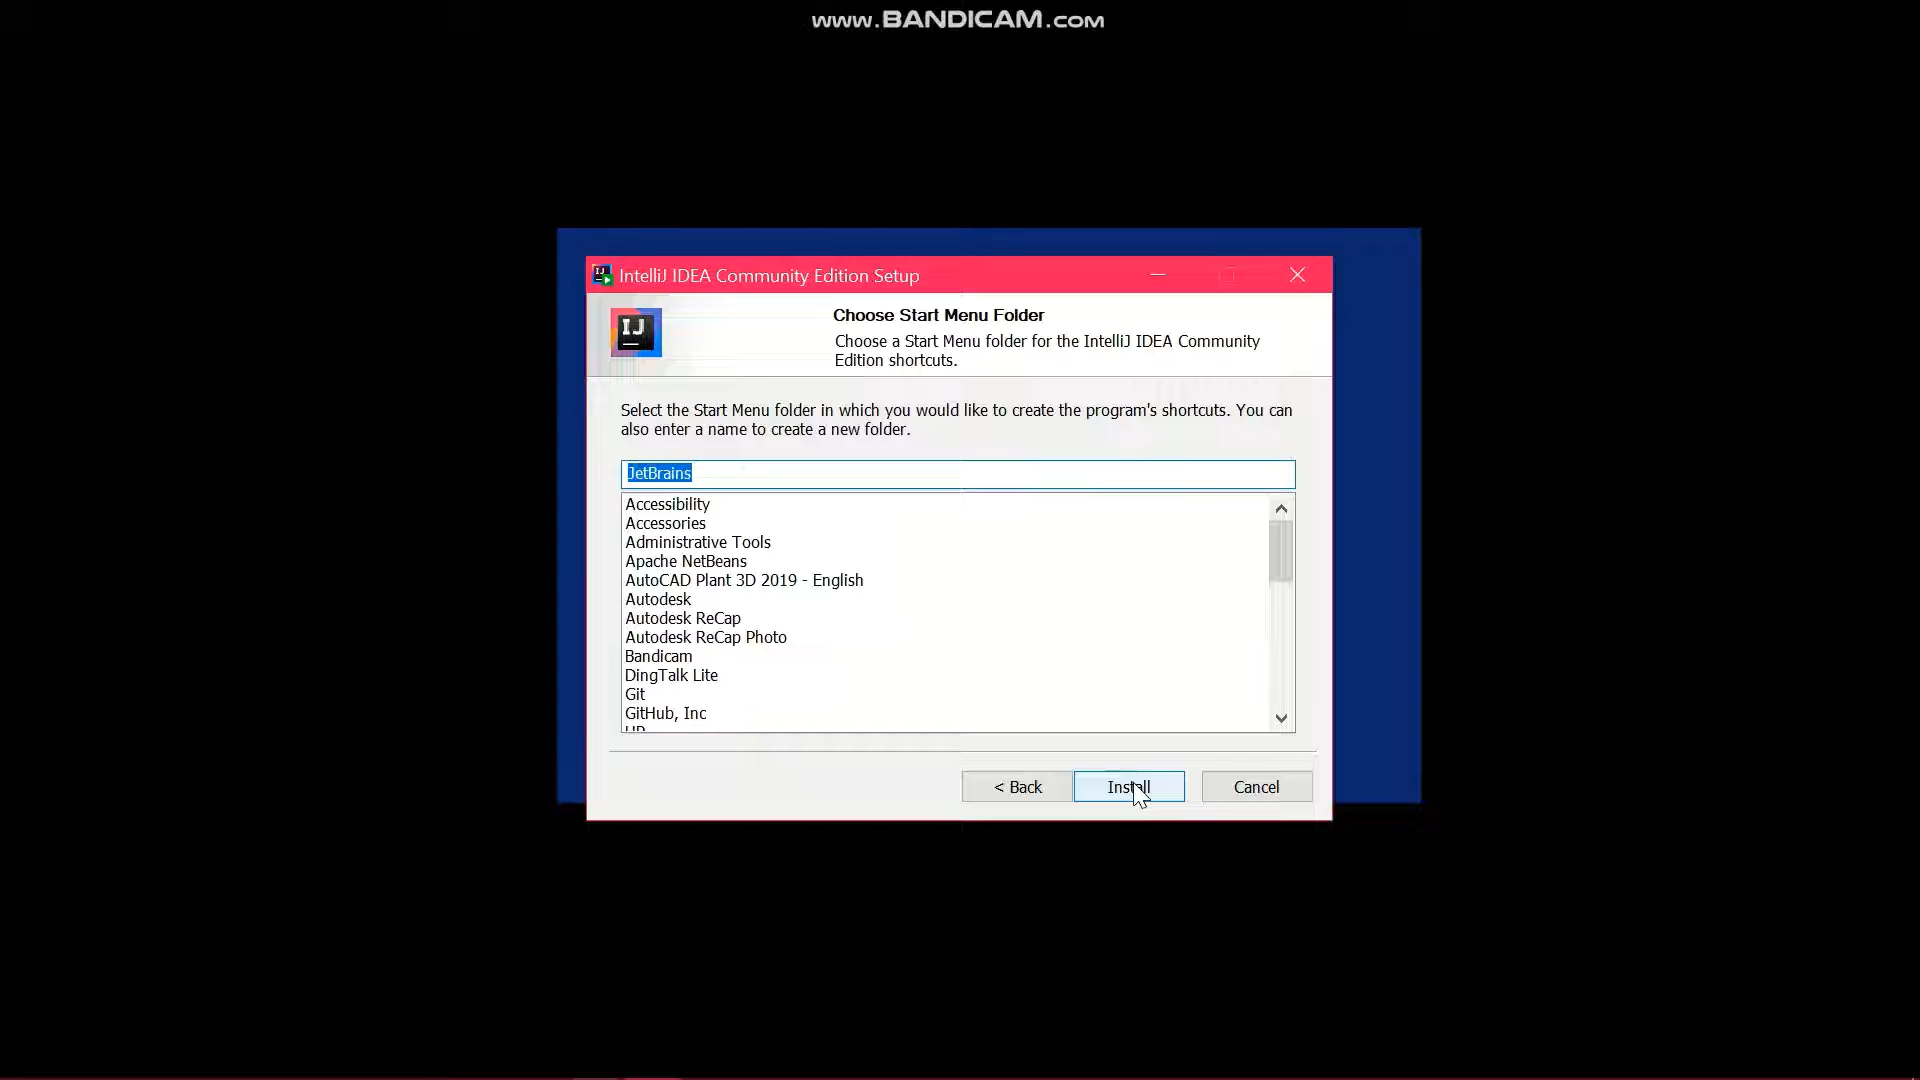 www.BANDICAM.com
IntelliJ IDEA Community Edition Setup
IJ
Choose Start Menu Folder
Choose a Start Menu folder for the IntelliJ IDEA Community
Edition shortcuts.
Select the Start Menu folder in which you would like to create the program's shortcuts. You can
also enter a name to create a new folder.
JetBrains
Accessibility
Accessories
Administrative Tools
Apache NetBeans
AutoCAD Plant 3D 2019 - English
Autodesk
Autodesk ReCap
Autodesk ReCap Photo
Bandicam
DingTalk Lite
Git
GitHub, Inc
< Back
Install
Cancel